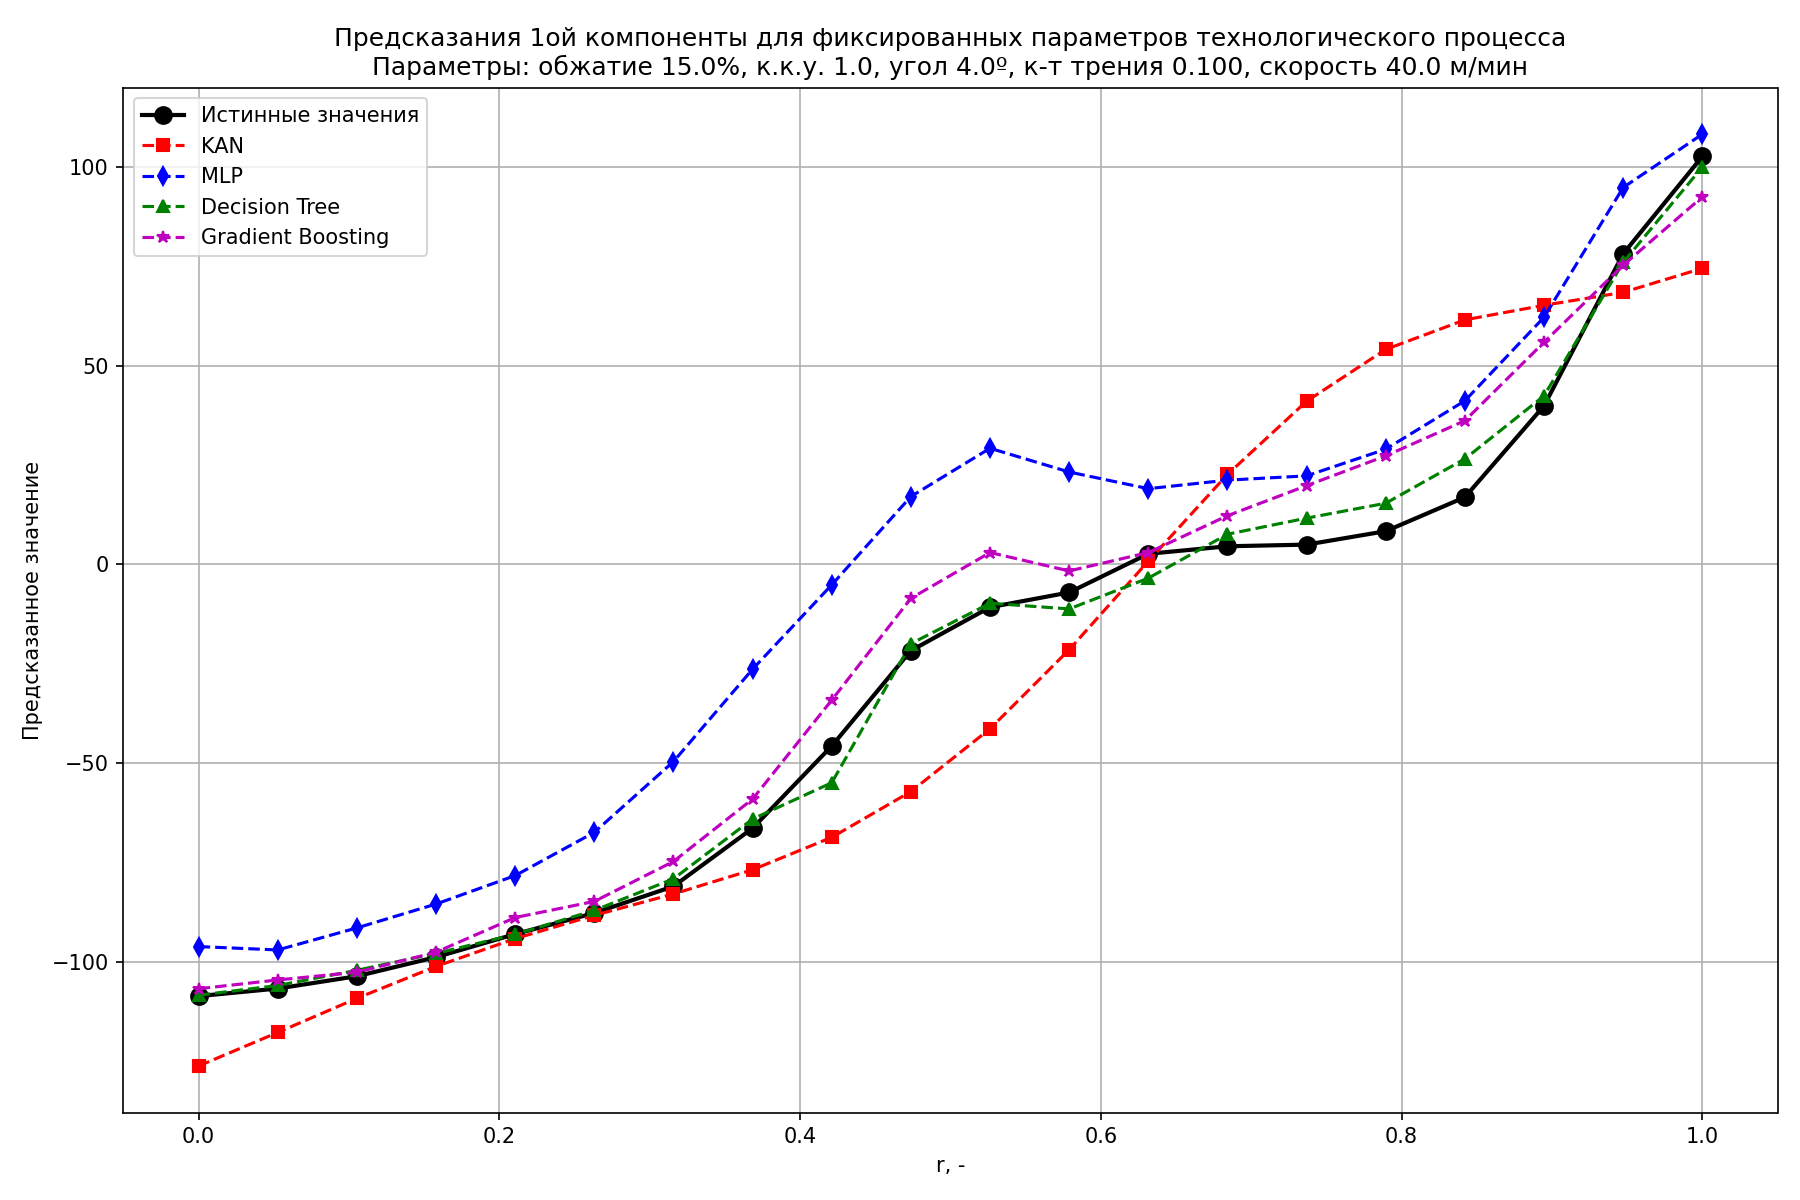 Предсказания 1ой компоненты для фиксированных параметров технологического процесса
Параметры: обжатие 15.0%, к.к.у. 1.0, угол 4.0º, к-т трения 0.100, скорость 40.0 м/мин
Истинные значения
KAN
MLP
Decision Tree
Gradient Boosting
Предсказанное значение
100
50
0
−50
−100
0.0 0.2 0.4 0.6 0.8 1.0
r, -